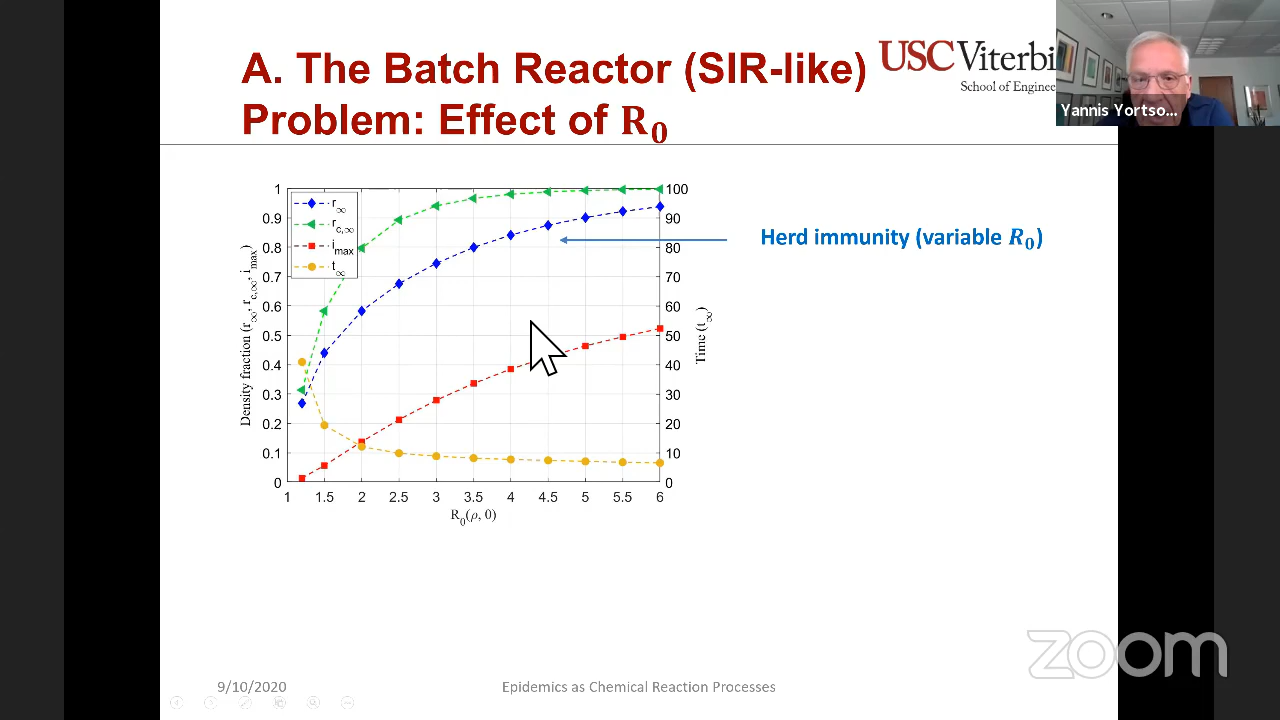 A. The Batch Reactor (SIR-like)
Problem: Effect of R0
USC Viterbi
School of Enginee
Yannis Yortso...
r∞
rc,∞
imax
t∞
1
0.9
0.8
0.7
0.6
0.5
0.4
0.3
0.2
0.1
0
Density fraction (r∞, rc,∞, imax)
100
90
80
70
60
50
40
30
20
10
0
Time (t∞)
1 1.5 2 2.5 3 3.5 4 4.5 5 5.5 6
R0(ρ, 0)
Herd immunity (variable R0)
zoom
9/10/2020
Epidemics as Chemical Reaction Processes